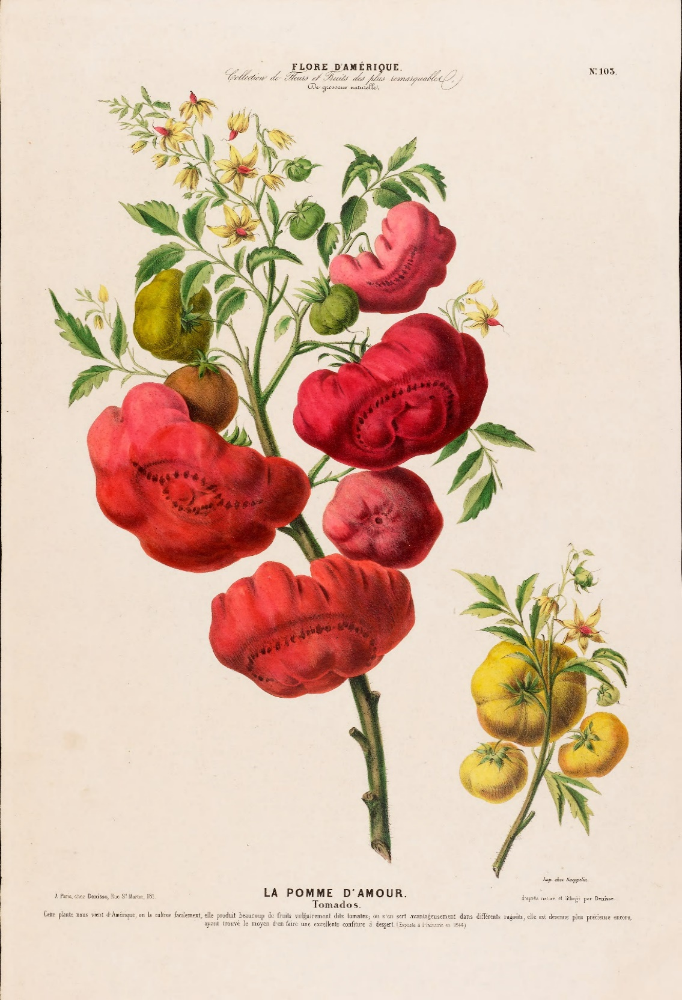 FLORE D'AMÉRIQUE.
Nº 103.
Collection de Fleurs et Fruits des plus remarquables.
De grosseur naturelle.
Imp. chez Kaeppelin.
A Paris, chez Denisse, Rue St Martin, 181.
LA POMME D'AMOUR.
d'après nature et lithogé par Denisse.
Tomados.
Cette plante nous vient d'Amérique, on la cultive facilement, elle produit beaucoup de fruits vulgairement dits tomates; on s'en sert avantageusement dans différents ragoûts, elle est devenue plus précieuse encore,
ayant trouvé le moyen d'en faire une excellente confiture à dessert. (Exposée à l'Industrie en 1844)